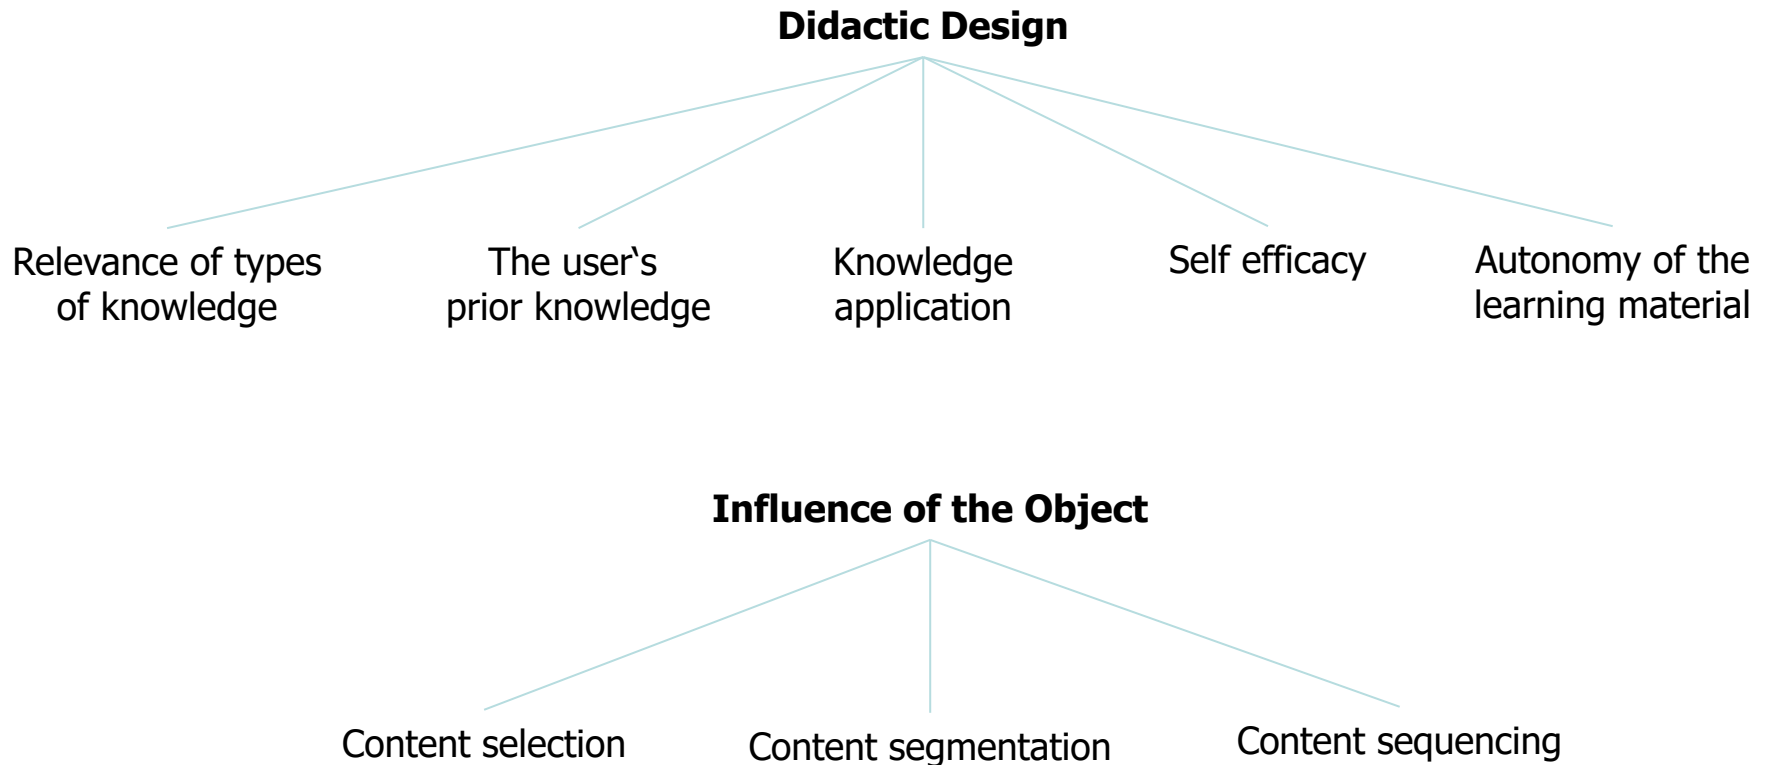 Didactic Design
Relevance of types
of knowledge
The user‘s
prior knowledge
Knowledge
application
Self efficacy
Autonomy of the
learning material
Influence of the Object
Content selection
Content segmentation
Content sequencing